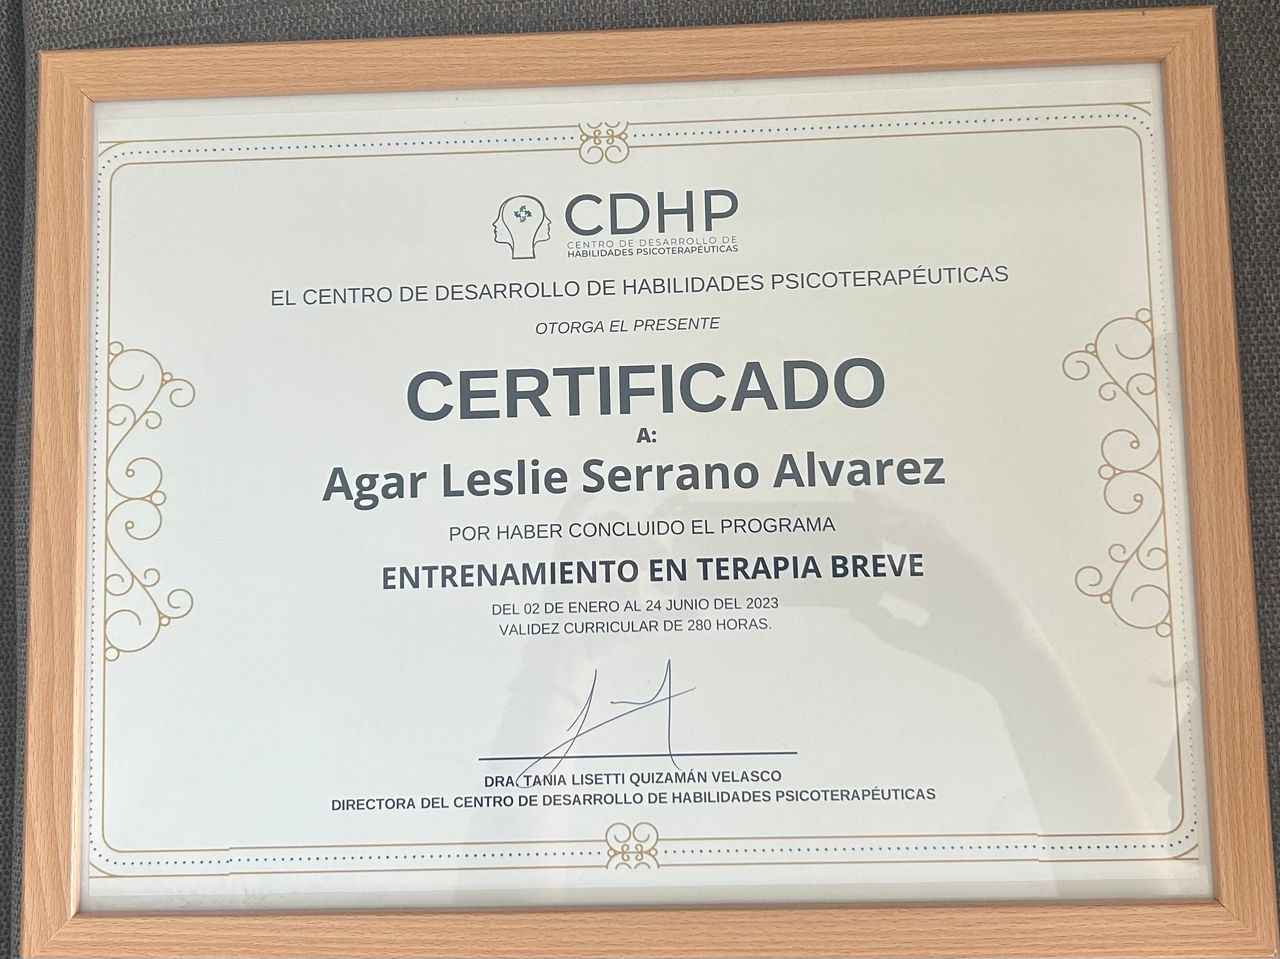 CDHP
CENTRO DE DESARROLLO DE
HABILIDADES PSICOTERAPÉUTICAS
EL CENTRO DE DESARROLLO DE HABILIDADES PSICOTERAPÉUTICAS
OTORGA EL PRESENTE
CERTIFICADO
A:
Agar Leslie Serrano Alvarez
POR HABER CONCLUIDO EL PROGRAMA
ENTRENAMIENTO EN TERAPIA BREVE
DEL 02 DE ENERO AL 24 JUNIO DEL 2023
VALIDEZ CURRICULAR DE 280 HORAS.
DRA. TANIA LISETTI QUIZAMÁN VELASCO
DIRECTORA DEL CENTRO DE DESARROLLO DE HABILIDADES PSICOTERAPÉUTICAS